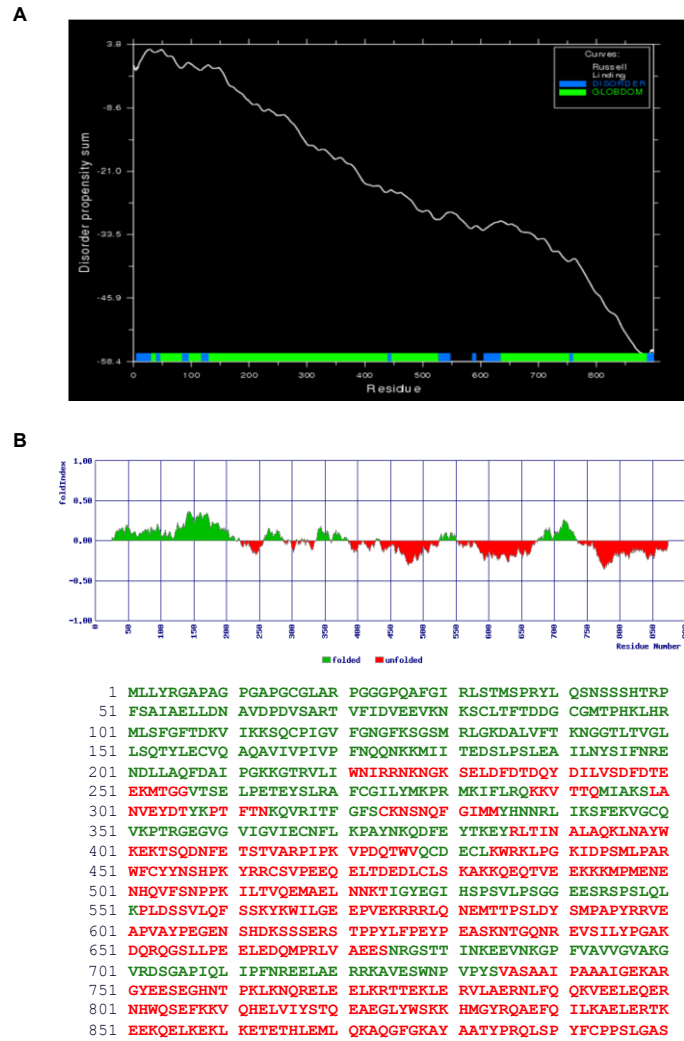 A
3.8
-8.6
-21.0
-33.5
-45.9
-58.4
Disorder propensity sum
Curves:
Russell
Linding
DISORDER
GLOBDOM
0 100 200 300 400 500 600 700 800
Residue
B
foldIndex
1.00
0.50
0.00
-0.50
-1.00
0 50 100 150 200 250 300 350 400 450 500 550 600 650 700 750 800 850 900
Residue Number
folded unfolded
1 MLLYRGAPAG PGAPGCGLAR PGGGPQAFGI RLSTMSPRYL QSNSSSHTRP
51 FSAIAELLDN AVDPDVSART VFIDVEEVKN KSCLTFTDDG CGMTPHKLHR
101 MLSFGFTDKV IKKSQCPIGV FGNGFKSGSM RLGKDALVFT KNGGTLTVGL
151 LSQTYLECVQ AQAVIVPIVP FNQQNKKMII TEDSLPSLEA ILNYSIFNRE
201 NDLLAQFDAI PGKKGTRVLI WNIRRNKNGK SELDFDTDQY DILVSDFDTE
251 EKMTGGVTSE LPETEYSLRA FCGILYMKPR MKIFLRQKKV TTQMIAKSLA
301 NVEYDTYKPT FTNKQVRITF GFSCKNSNQF GIMMYHNNRL IKSFEKVGCQ
351 VKPTRGEGVG VIGVIECNFL KPAYNKQDFE YTKEYRLTIN ALAQKLNAYW
401 KEKTSQDNFE TSTVARPIPK VPDQTWVQCD ECLKWRKLPG KIDPSMLPAR
451 WFCYYNSHPK YRRCSVPEEQ ELTDEDLCLS KAKKQEQTVE EKKKMPMENE
501 NHQVFSNPPK ILTVQEMAEL NNKTIGYEGI HSPSVLPSGG EESRSPSLQL
551 KPLDSSVLQF SSKYKWILGE EPVEKRRRLQ NEMTTPSLDY SMPAPYRRVE
601 APVAYPEGEN SHDKSSSERS TPPYLFPEYP EASKNTGQNR EVSILYPGAK
651 DQRQGSLLPE ELEDQMPRLV AEESNRGSTT INKEEVNKGP FVAVVGVAKG
701 VRDSGAPIQL IPFNREELAE RRKAVESWNP VPYSVASAAI PAAAIGEKAR
751 GYEESEGHNT PKLKNQRELE ELKRTTEKLE RVLAERNLFQ QKVEELEQER
801 NHWQSEFKKV QHELVIYSTQ EAEGLYWSKK HMGYRQAEFQ ILKAELERTK
851 EEKQELKEKL KETETHLEML QKAQGFGKAY AATYPRQLSP YFCPPSLGAS